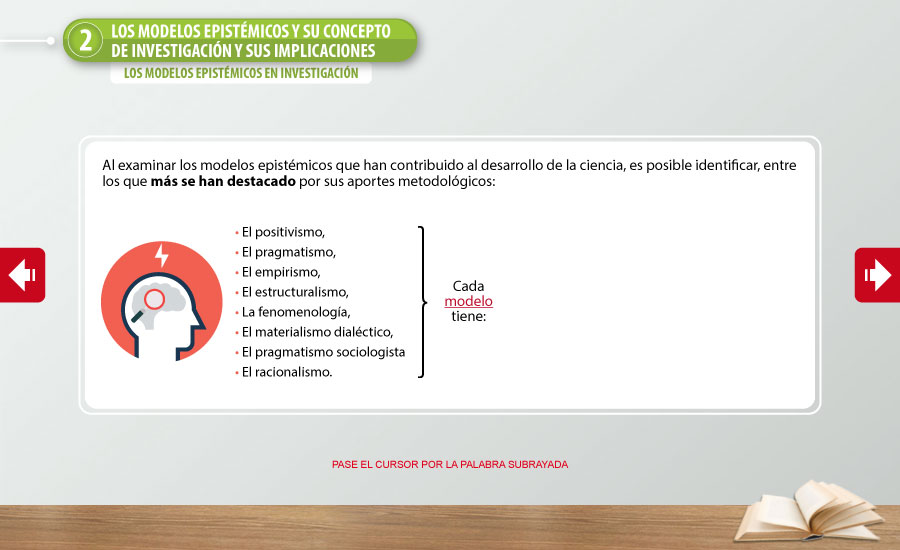 2
LOS MODELOS EPISTÉMICOS Y SU CONCEPTO
DE INVESTIGACIÓN Y SUS IMPLICACIONES
LOS MODELOS EPISTÉMICOS EN INVESTIGACIÓN
Al examinar los modelos epistémicos que han contribuido al desarrollo de la ciencia, es posible identificar, entre
los que más se han destacado por sus aportes metodológicos:
• El positivismo,
• El pragmatismo,
• El empirismo,
• El estructuralismo,
• La fenomenología,
• El materialismo dialéctico,
• El pragmatismo sociologista
• El racionalismo.
Cada
modelo
tiene:
PASE EL CURSOR POR LA PALABRA SUBRAYADA